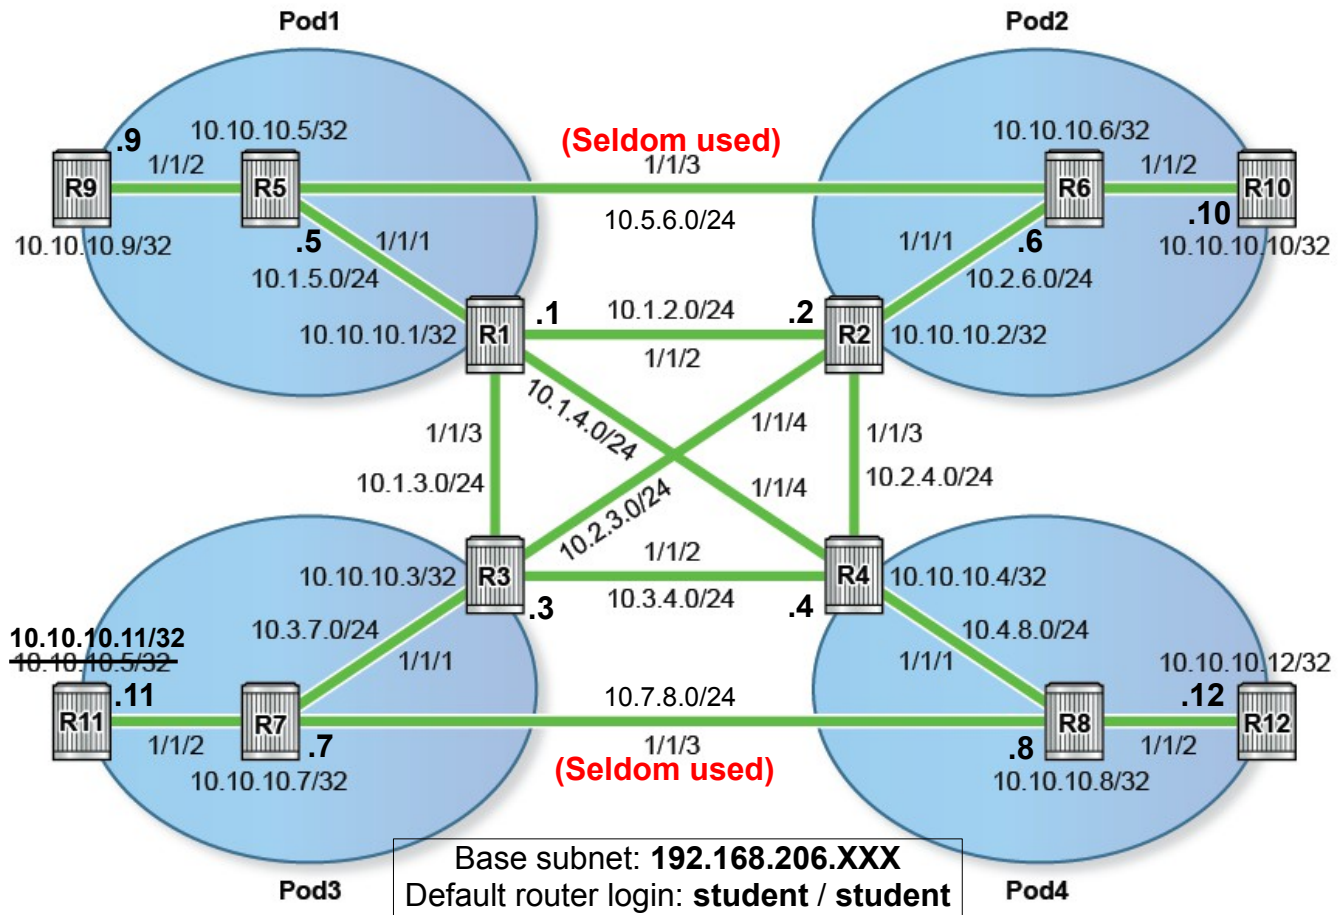 Pod1
Pod2
.9
10.10.10.5/32
(Seldom used)
10.10.10.6/32
1/1/2
1/1/3
1/1/2
R9
R5
R6
R10
10.5.6.0/24
.10
10.10.10.9/32
.5
1/1/1
1/1/1
.6
10.10.10.10/32
10.1.5.0/24
10.2.6.0/24
10.10.10.1/32
R1
.1
10.1.2.0/24
.2
R2
10.10.10.2/32
1/1/2
10.1.4.0/24
1/1/3
1/1/4
1/1/3
10.1.3.0/24
10.2.3.0/24
1/1/4
10.2.4.0/24
1/1/2
10.10.10.3/32
R3
R4
10.10.10.4/32
.3
10.3.4.0/24
.4
10.10.10.11/32
10.3.7.0/24
10.4.8.0/24
10.10.10.5/32
1/1/1
1/1/1
10.10.10.12/32
.11
10.7.8.0/24
.12
R11
R7
R8
R12
1/1/2
.7
1/1/3
.8
1/1/2
10.10.10.7/32
(Seldom used)
10.10.10.8/32
Base subnet: 192.168.206.XXX
Pod3
Default router login: student / student
Pod4